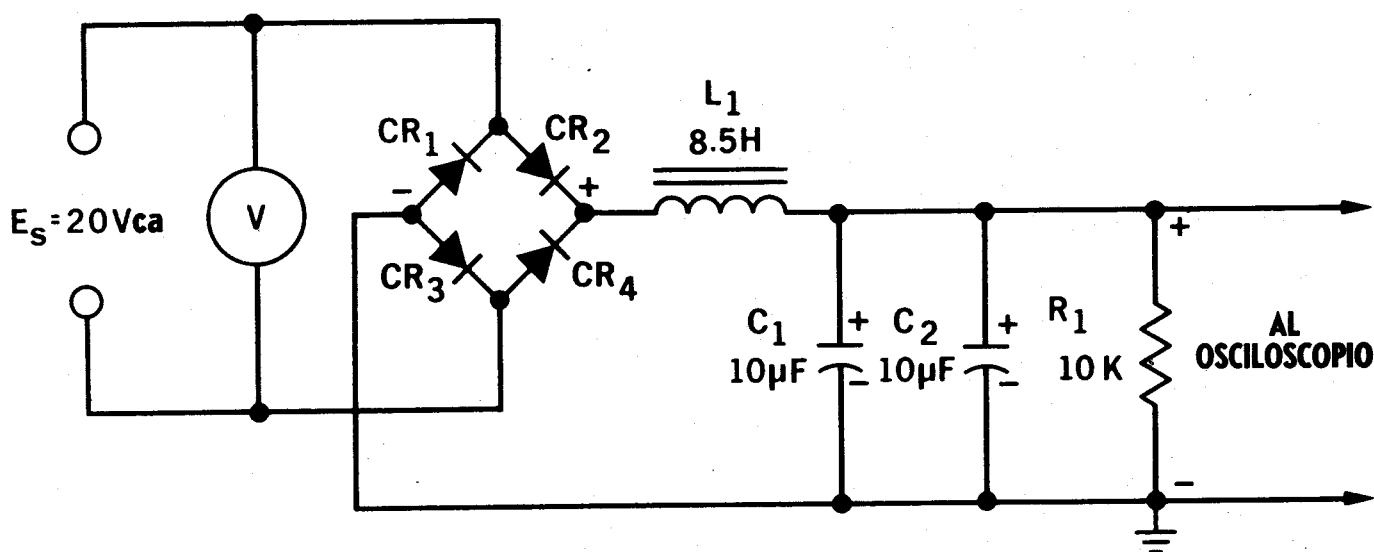 L1
8.5H
CR1
CR2
-
+
Es=20Vca
V
CR3
CR4
+
C1
10µF
+
-
C2
10µF
+
-
R1
10K
AL
OSCILOSCOPIO
-